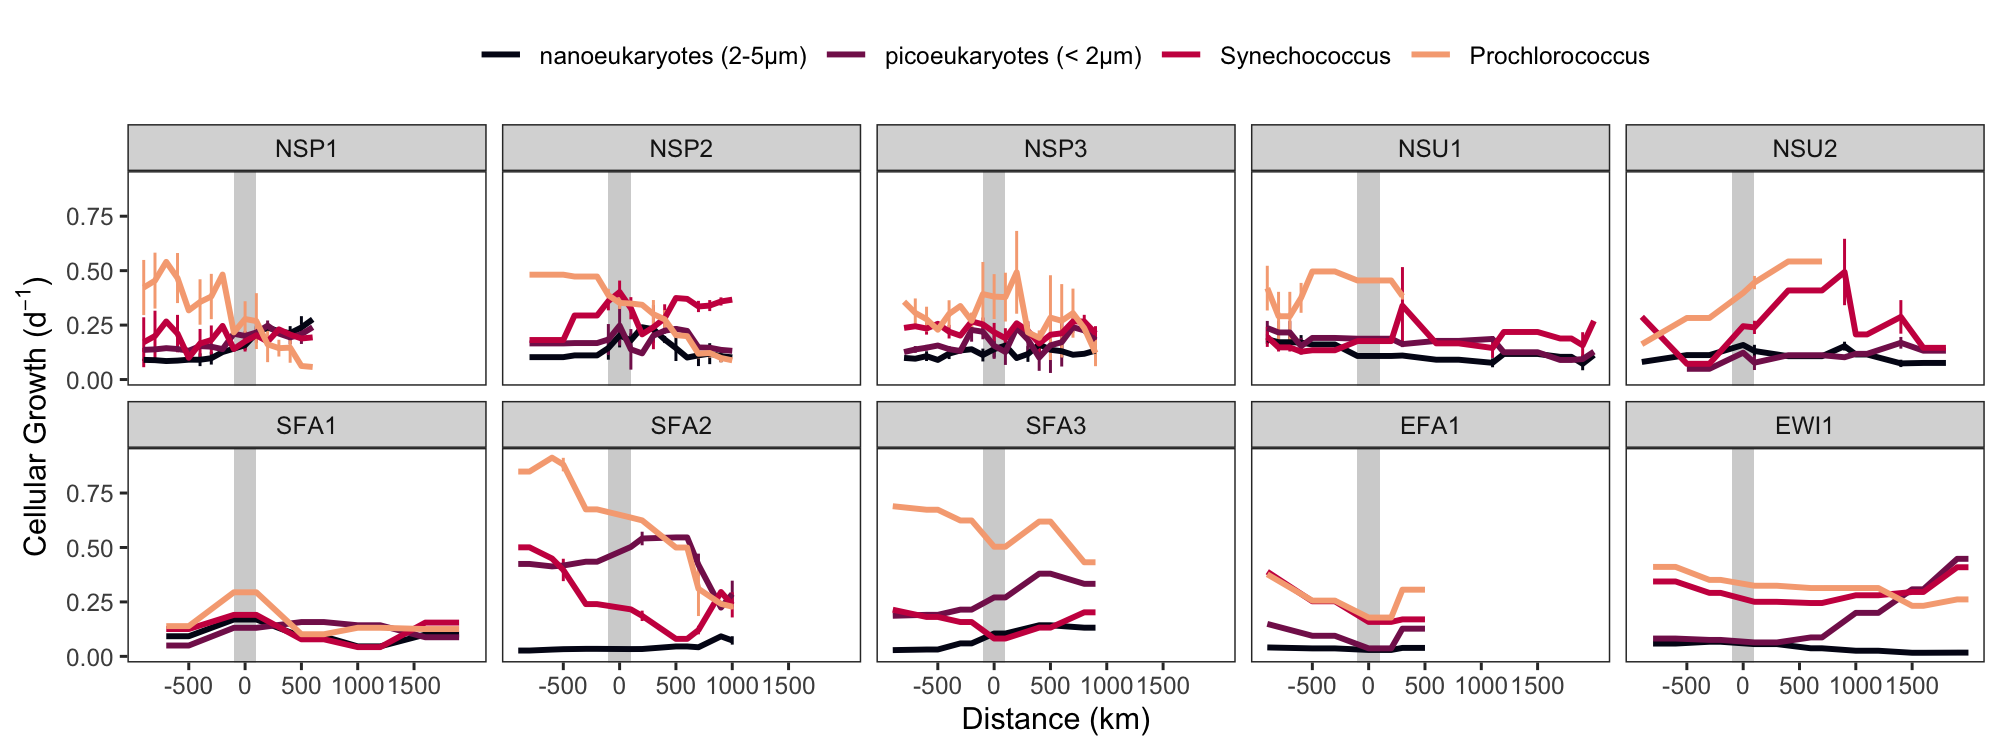 nanoeukaryotes (2-5μm) picoeukaryotes (< 2μm) Synechococcus Prochlorococcus
NSP1 NSP2 NSP3 NSU1 NSU2
0.75
0.50
0.25
0.00
SFA1 SFA2 SFA3 EFA1 EWI1
0.75
0.50
0.25
0.00
-500 0 500 1000 1500 -500 0 500 1000 1500 -500 0 500 1000 1500 -500 0 500 1000 1500 -500 0 500 1000 1500
Distance (km)
Cellular Growth (d⁻¹)